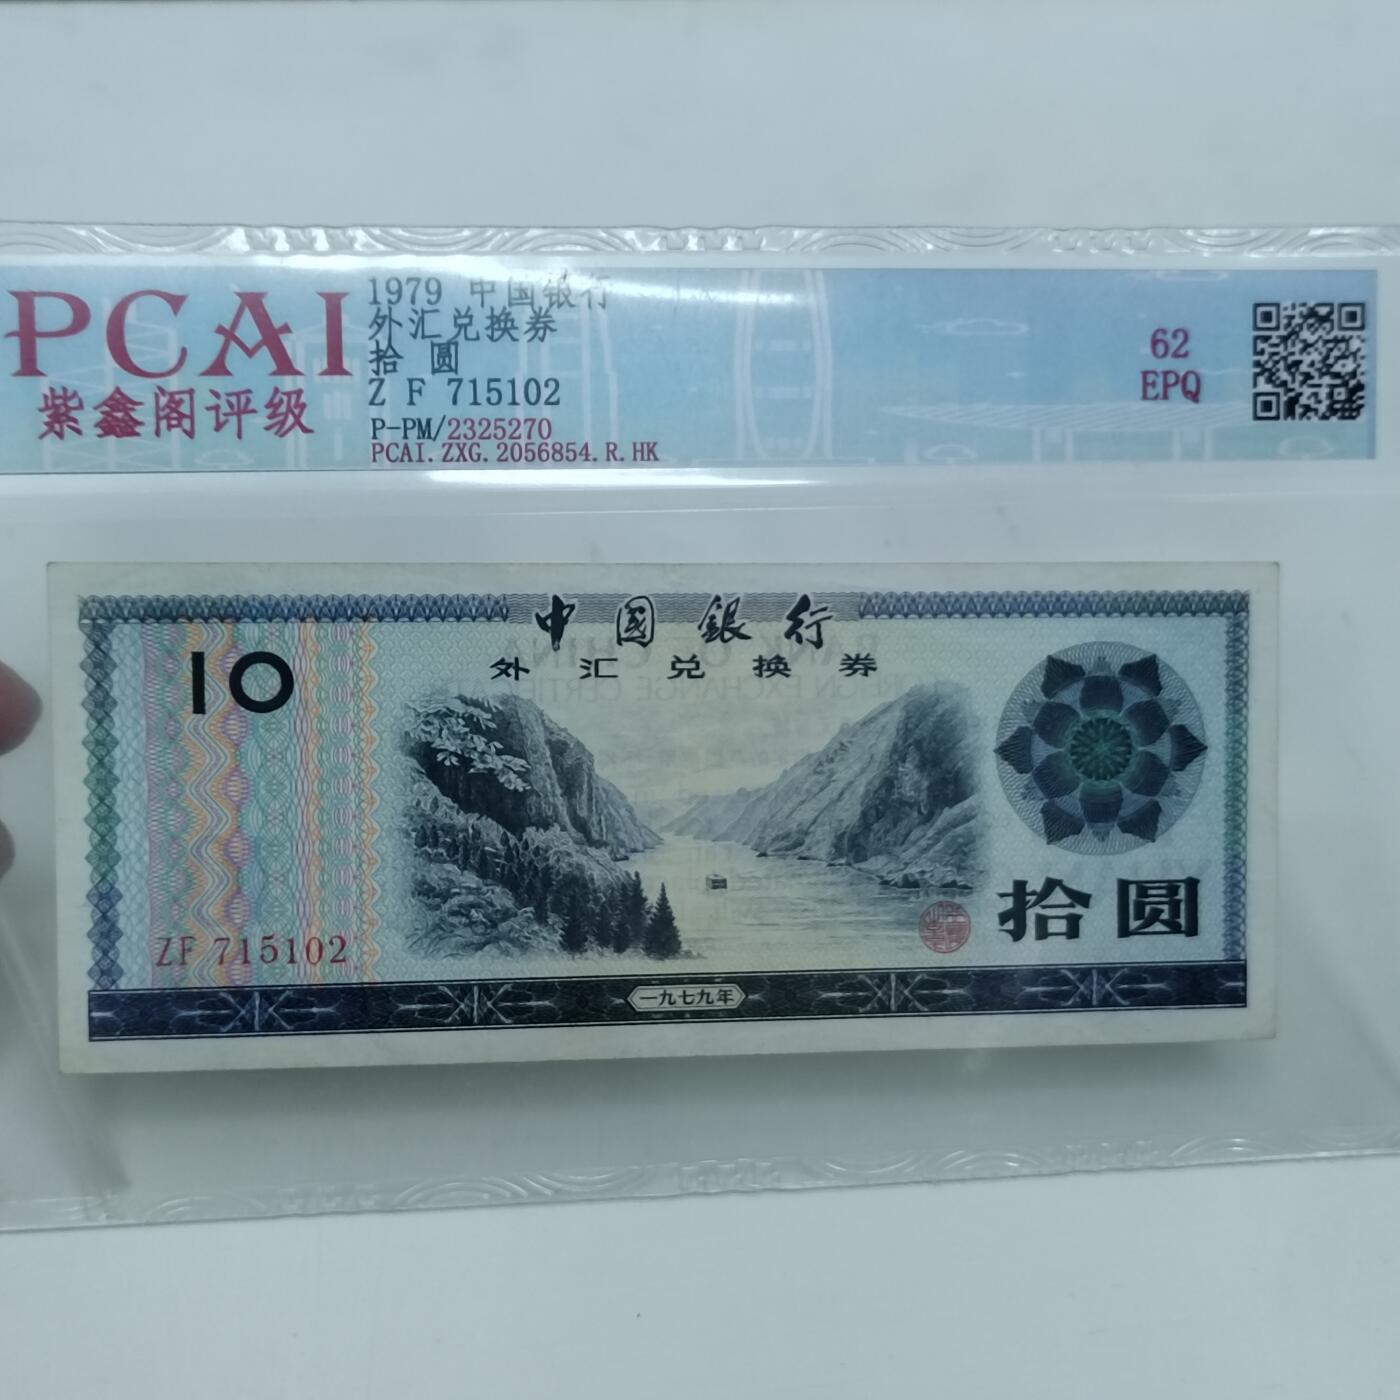 PCAI
紫鑫阁评级
1979 中国银行
外汇兑换券
拾 圆
Z F 715102
P-PM/2325270
PCAI.ZXG.2056854.R.HK
62
EPQ
中國銀行
外汇兑换券
10
拾圆
ZF 715102
一九七九年